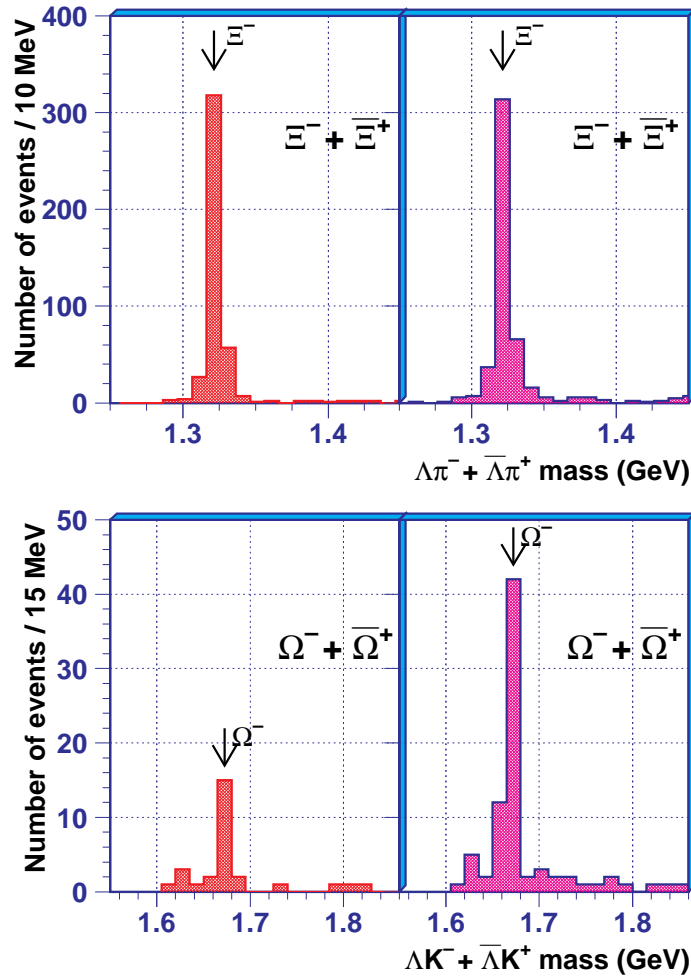 Number of events / 10 MeV
400
300
200
100
0
Ξ⁻
Ξ⁻ + Ξ̅⁺
Ξ⁻
Ξ⁻ + Ξ̅⁺
1.3 1.4 1.3 1.4
Λπ⁻ + Λ̅π⁺ mass (GeV)
Number of events / 15 MeV
50
40
30
20
10
0
Ω⁻
Ω⁻ + Ω̅⁺
Ω⁻
Ω⁻ + Ω̅⁺
1.6 1.7 1.8 1.6 1.7 1.8
ΛK⁻ + Λ̅K⁺ mass (GeV)